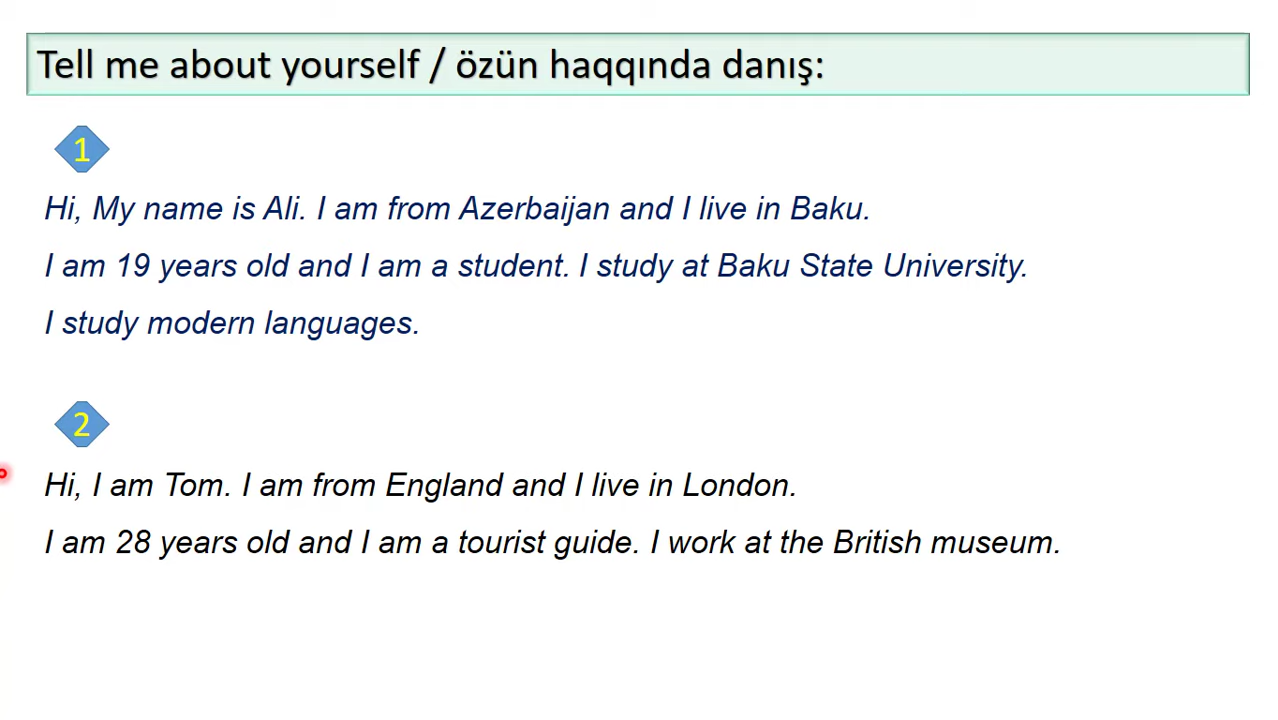 Tell me about yourself / özün haqqında danış:
1
Hi, My name is Ali. I am from Azerbaijan and I live in Baku.
I am 19 years old and I am a student. I study at Baku State University.
I study modern languages.
2
Hi, I am Tom. I am from England and I live in London.
I am 28 years old and I am a tourist guide. I work at the British museum.